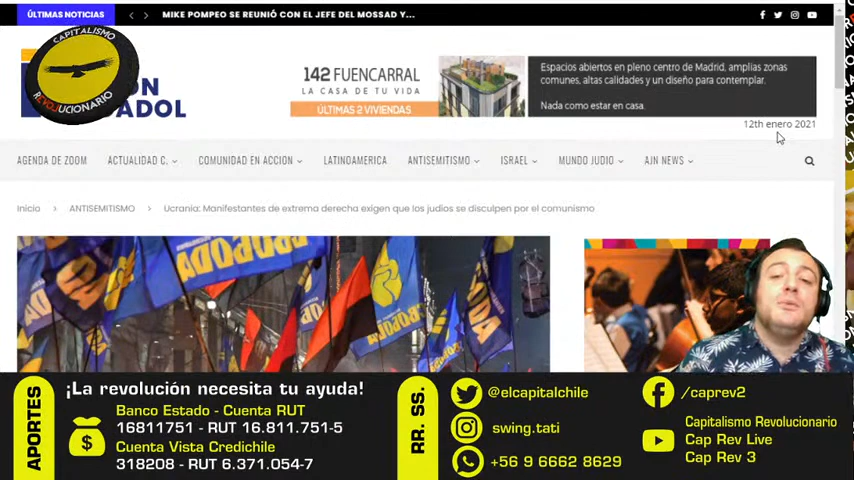 ÚLTIMAS NOTICIAS
MIKE POMPEO SE REUNIÓ CON EL JEFE DEL MOSSAD Y...
CAPITALISMO
REVOLUCIONARIO
142 FUENCARRAL
LA CASA DE TU VIDA
ÚLTIMAS 2 VIVIENDAS
Espacios abiertos en pleno centro de Madrid, amplias zonas
comunes, altas calidades y un diseño para contemplar.
Nada como estar en casa.
12th enero 2021
AGENDA DE ZOOM
ACTUALIDAD C.
COMUNIDAD EN ACCION
LATINOAMERICA
ANTISEMITISMO
ISRAEL
MUNDO JUDIO
AJN NEWS
Inicio > ANTISEMITISMO > Ucrania: Manifestantes de extrema derecha exigen que los judios se disculpen por el comunismo
СВОБОДА
СВОБОДА
APORTES
¡La revolución necesita tu ayuda!
Banco Estado - Cuenta RUT
16811751 - RUT 16.811.751-5
Cuenta Vista Credichile
318208 - RUT 6.371.054-7
RR. SS.
@elcapitalchile
swing.tati
+56 9 6662 8629
/caprev2
Capitalismo Revolucionario
Cap Rev Live
Cap Rev 3